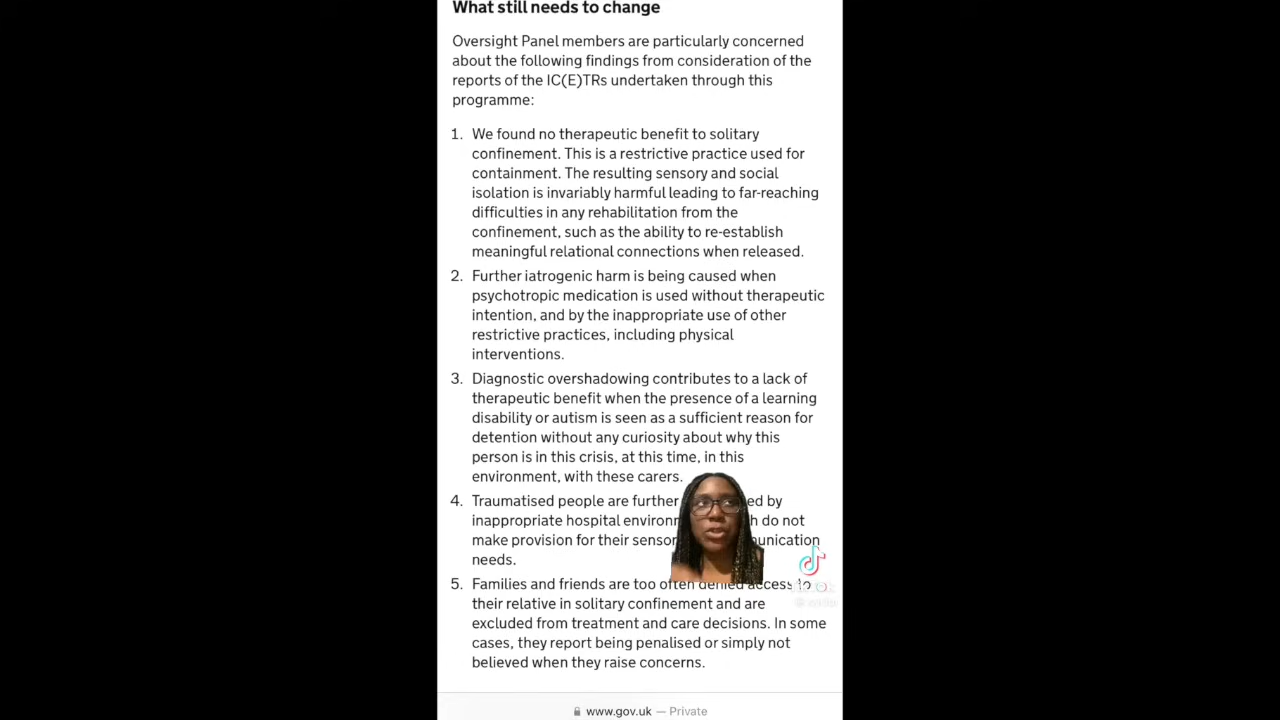 What still needs to change
Oversight Panel members are particularly concerned
about the following findings from consideration of the
reports of the IC(E)TRs undertaken through this
programme:
1. We found no therapeutic benefit to solitary
confinement. This is a restrictive practice used for
containment. The resulting sensory and social
isolation is invariably harmful leading to far-reaching
difficulties in any rehabilitation from the
confinement, such as the ability to re-establish
meaningful relational connections when released.
2. Further iatrogenic harm is being caused when
psychotropic medication is used without therapeutic
intention, and by the inappropriate use of other
restrictive practices, including physical
interventions.
3. Diagnostic overshadowing contributes to a lack of
therapeutic benefit when the presence of a learning
disability or autism is seen as a sufficient reason for
detention without any curiosity about why this
person is in this crisis, at this time, in this
environment, with these carers.
4. Traumatised people are further by
inappropriate hospital do not
make provision for their
needs.
5. Families and friends are too often denied access to
their relative in solitary confinement and are
excluded from treatment and care decisions. In some
cases, they report being penalised or simply not
believed when they raise concerns.
www.gov.uk — Private